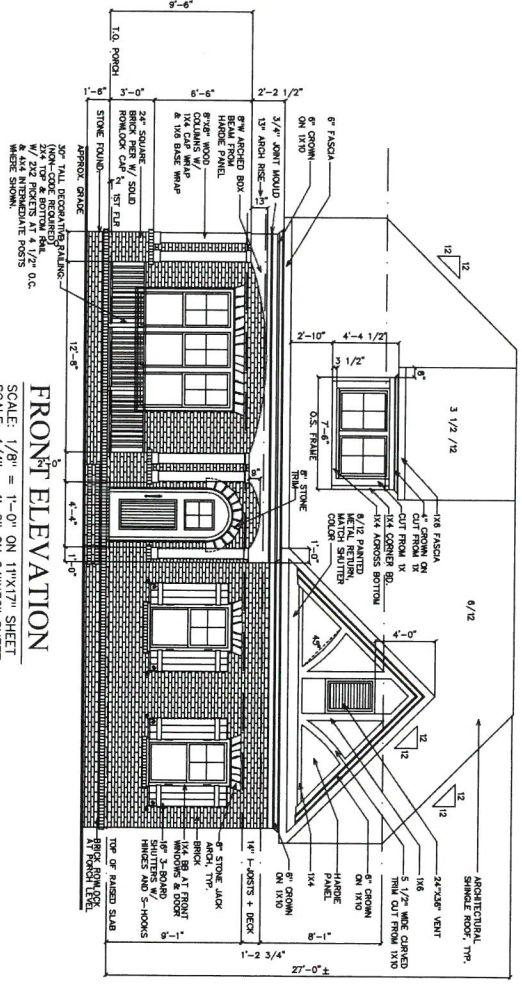 9'-6"
1'-6"
3'-0"
6'-6"
2'-2 1/2"
T.O. PORCH
6" FASCIA
6" CROWN
ON 1X10
3/4" JOINT MOULD
13" ARCH RISE
8"W ARCHED BOX
BEAM FROM
HARDIE PANEL
8"X8" WOOD
COLUMNS W/
1X4 CAP WRAP
& 1X6 BASE WRAP
24" SQUARE
BRICK PIER W/ SOLID
ROWLOCK CAP
1ST FLR
STONE FOUND.
APPROX. GRADE
30" TALL DECORATIVE RAILING:
(NON-CODE REQUIRED)
2X4 TOP & BOTTOM RAIL
W/ 2X2 PICKETS AT 4 1/2" O.C.
& 4X4 INTERMEDIATE POSTS
WHERE SHOWN.
13"
12
12
2'-10"
4'-4 1/2"
3 1/2"
8"
7'-6"
O.S. FRAME
3 1/2 /12
1X6 FASCIA
4" CROWN ON
CUT FROM 1X
CUT FROM 1X
1X4 CORNER BD.
1X4 ACROSS BOTTOM
8/12 PAINTED
METAL RETURN,
MATCH SHUTTER
COLOR
8" STONE
TRIM
1'-0"
6/12
4'-0"
45°
12
12
12
12
ARCHITECTURAL
SHINGLE ROOF, TYP.
24"X36" VENT
1X6
5 1/2" WIDE CURVED
TRIM CUT FROM 1X10
6" CROWN
ON 1X10
HARDIE
PANEL
1X4
6" CROWN
ON 1X10
14" I-JOISTS + DECK
8" STONE JACK
ARCH, TYP.
BRICK
1X4 BB AT FRONT
WINDOWS & DOOR
16" 3-BOARD
SHUTTERS W/
HINGES AND S-HOOKS
TOP OF RAISED SLAB
BRICK ROWLOCK
AT PORCH LEVEL
9'-1"
1'-2 3/4"
8'-1"
27'-0" ±
12'-8"
4'-4"
1'-0"
FRONT ELEVATION
SCALE: 1/8" = 1'-0" ON 11"X17" SHEET